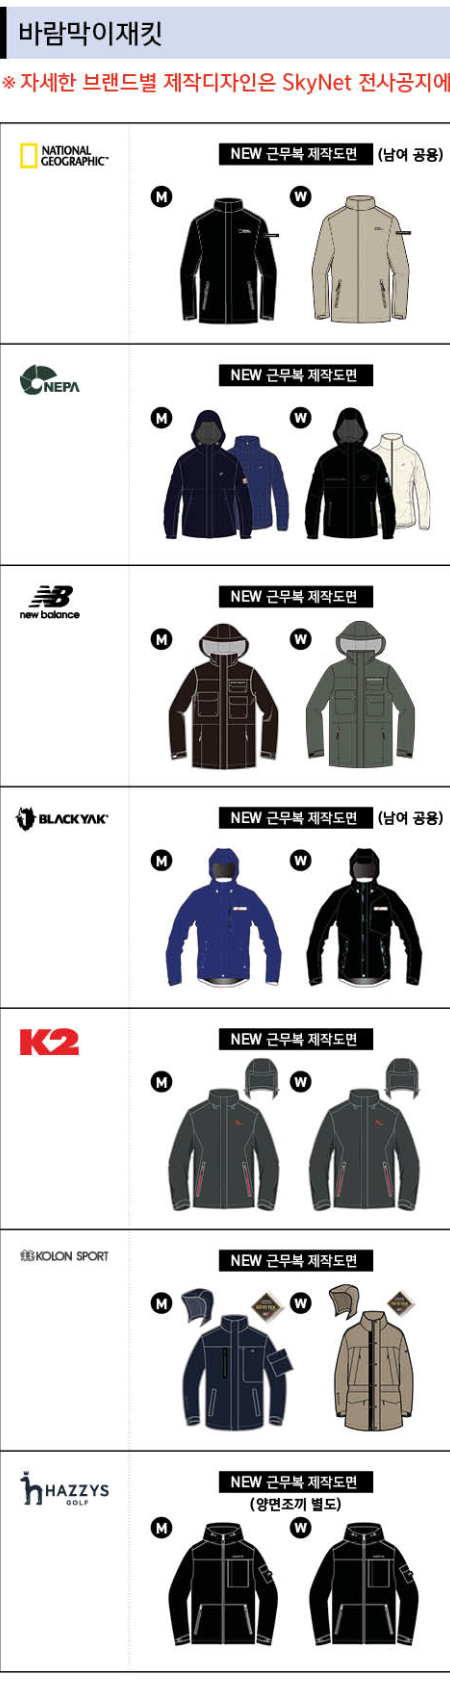 바람막이재킷
※ 자세한 브랜드별 제작디자인은 SkyNet 전사공지에
NATIONAL
GEOGRAPHIC™
NEW 근무복 제작도면 (남여 공용)
M W
NEPA
NEW 근무복 제작도면
M W
NB
new balance
NEW 근무복 제작도면
M W
BLACKYAK®
NEW 근무복 제작도면 (남여 공용)
M W
K2
NEW 근무복 제작도면
M W
KOLON SPORT
NEW 근무복 제작도면
M W
HAZZYS
GOLF
NEW 근무복 제작도면
(양면조끼 별도)
M W